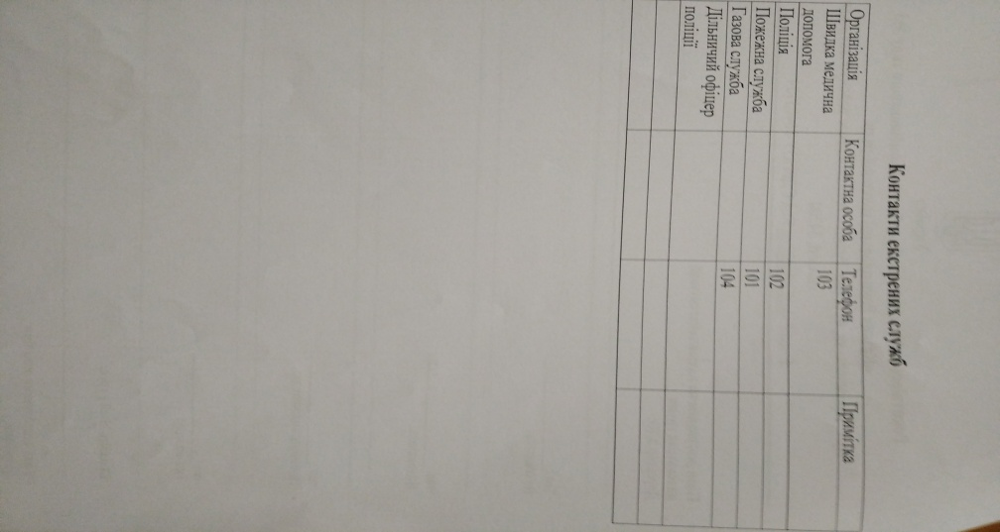 Контакти екстрених служб
Організація Контактна особа Телефон Примітка
Швидка медична 103
допомога
Поліція 102
Пожежна служба 101
Газова служба 104
Дільничий офіцер
поліції